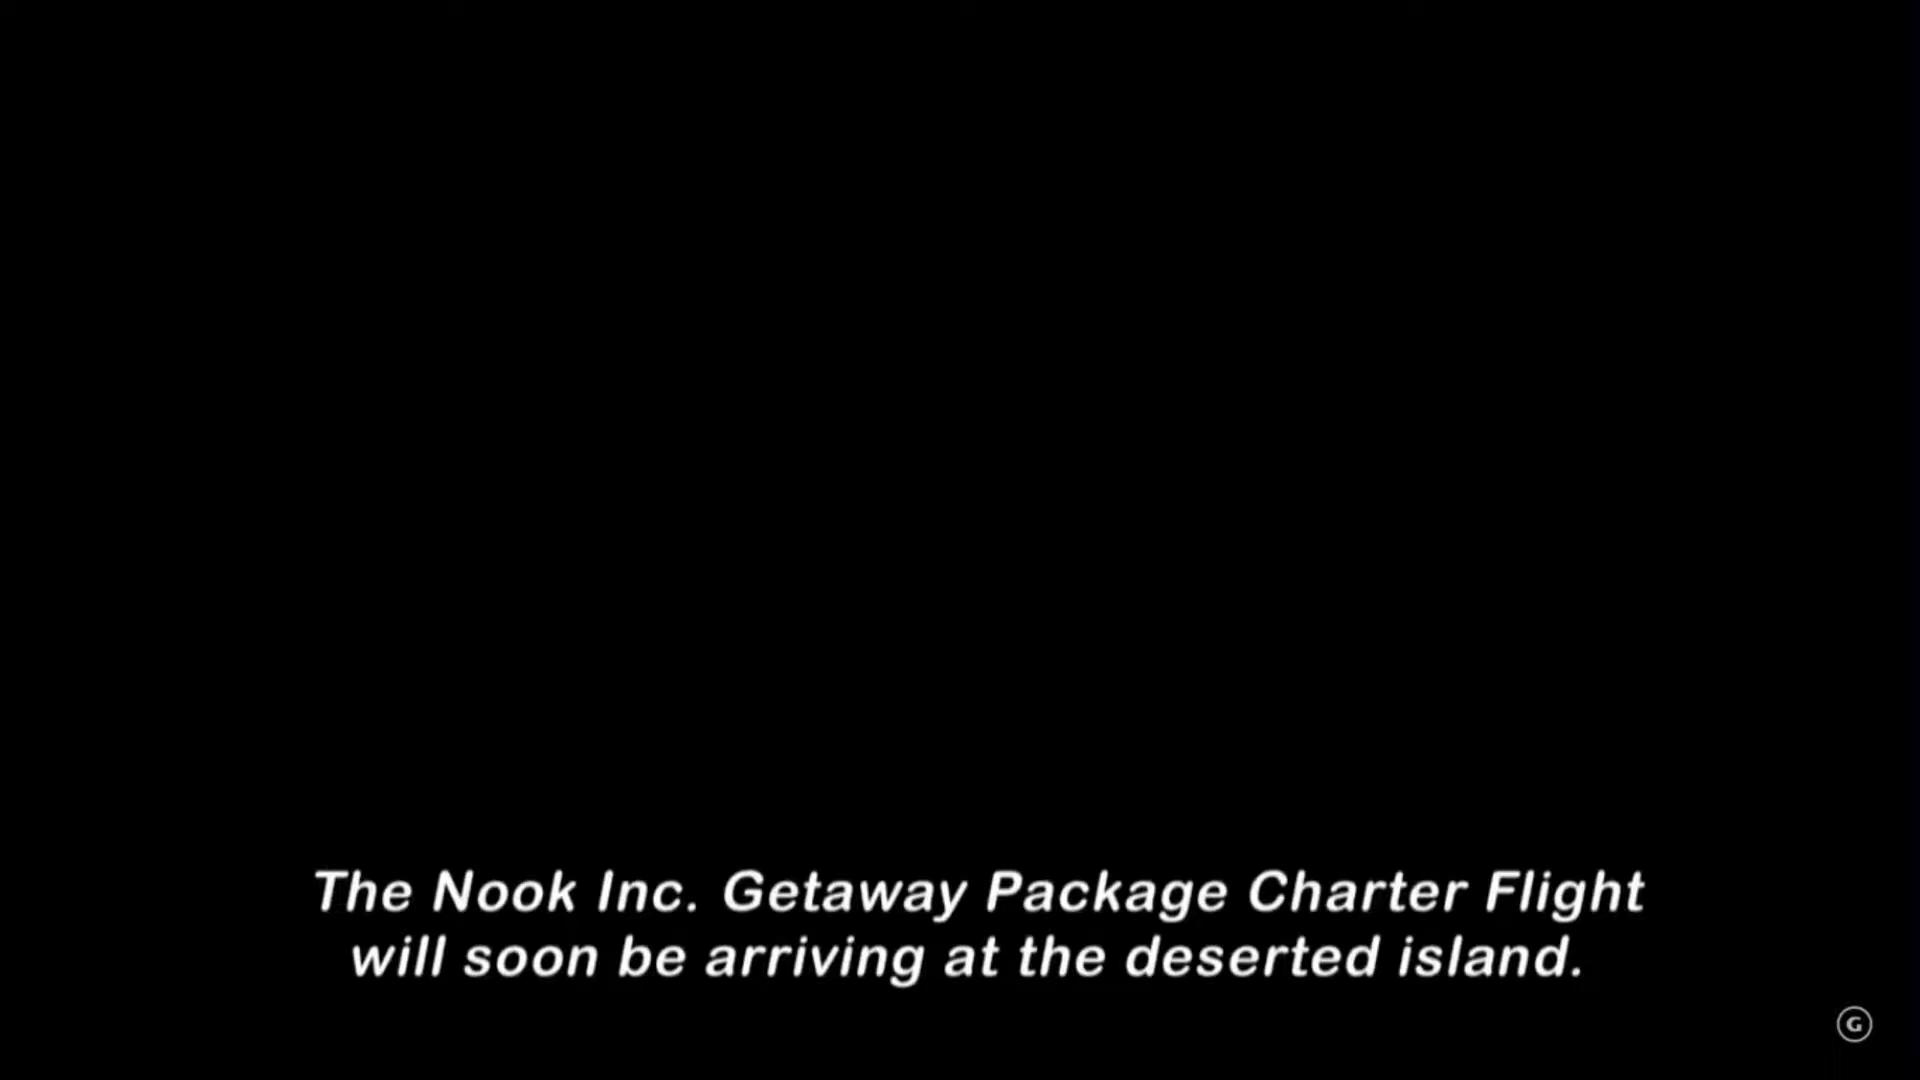 The Nook Inc. Getaway Package Charter Flight
will soon be arriving at the deserted island.
G